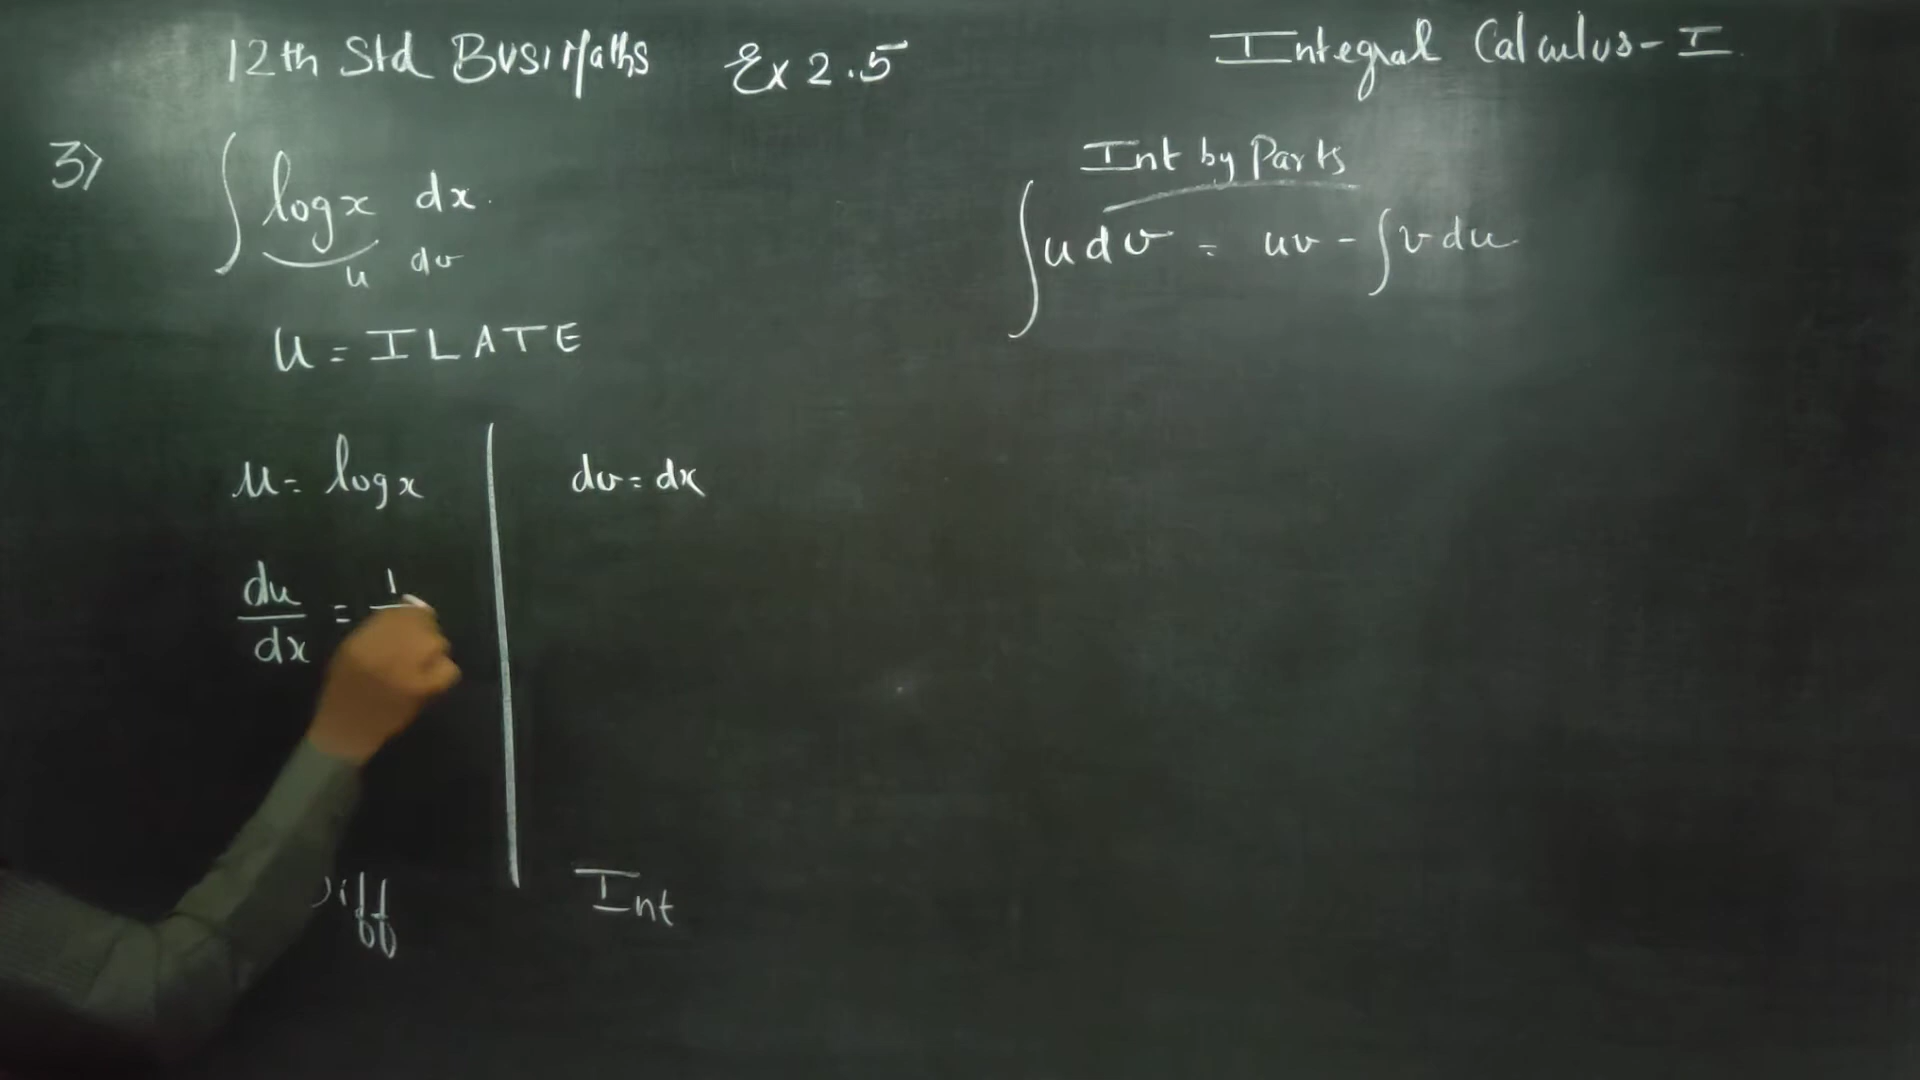 12th Std BusiMaths Ex 2.5
Integral Calculus-I
3)
∫ log x dx.
u dv
u = ILATE
Int by Parts
∫ u dv = uv - ∫ v du
u = log x
dv = dx
du/dx = 1
Diff
Int